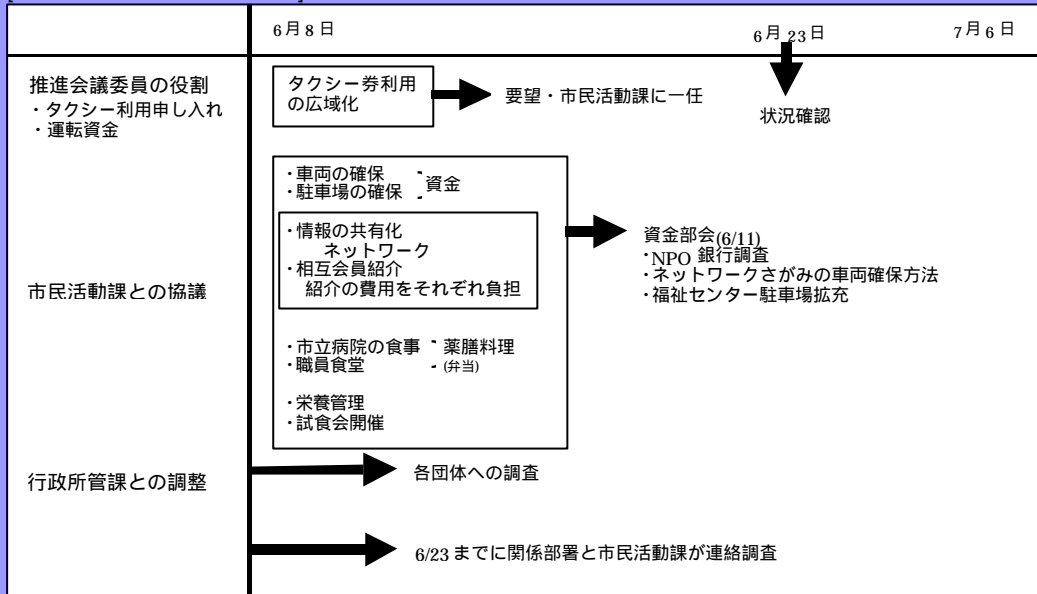 6月8日
6月23日
7月6日
推進会議委員の役割
・タクシー利用申し入れ
・運転資金
タクシー券利用
の広域化
要望・市民活動課に一任
状況確認
市民活動課との協議
・車両の確保
・駐車場の確保
資金
・情報の共有化
ネットワーク
・相互会員紹介
紹介の費用をそれぞれ負担
・市立病院の食事
・職員食堂
薬膳料理
(弁当)
・栄養管理
・試食会開催
資金部会(6/11)
・NPO 銀行調査
・ネットワークさがみの車両確保方法
・福祉センター駐車場拡充
行政所管課との調整
各団体への調査
6/23 までに関係部署と市民活動課が連絡調査